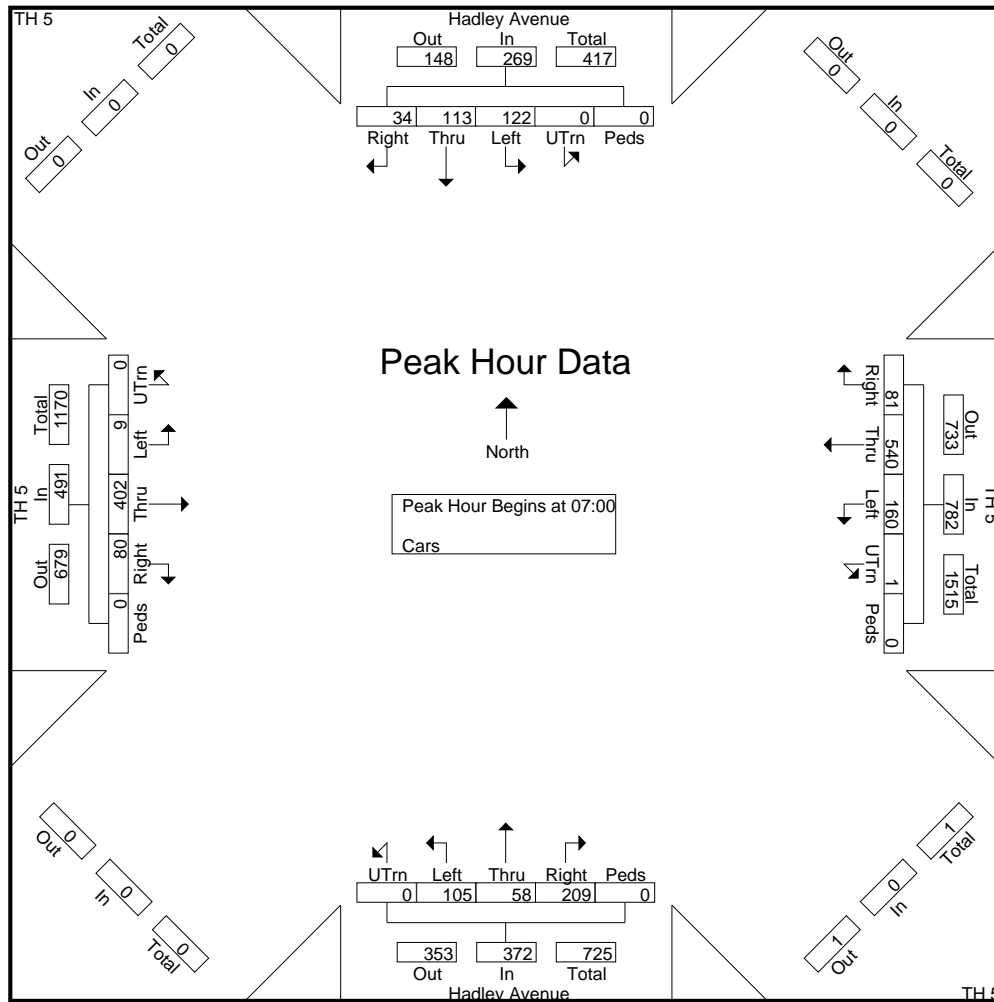 TH 5
Hadley Avenue
Out In Total
148 269 417
34 113 122 0 0
Right Thru Left UTrn Peds
Out In Total
0 0 0
Out In Total
0 0 0
Peak Hour Data
North
Peak Hour Begins at 07:00
Cars
TH 5
Out In Total
679 491 1170
Peds Right Thru Left UTrn
0 80 402 9 0
TH 5
Out In Total
733 782 1515
Right Thru Left UTrn Peds
81 540 160 1 0
Out In Total
0 0 0
Out In Total
1 0 1
UTrn Left Thru Right Peds
0 105 58 209 0
353 372 725
Out In Total
Hadley Avenue
TH 5